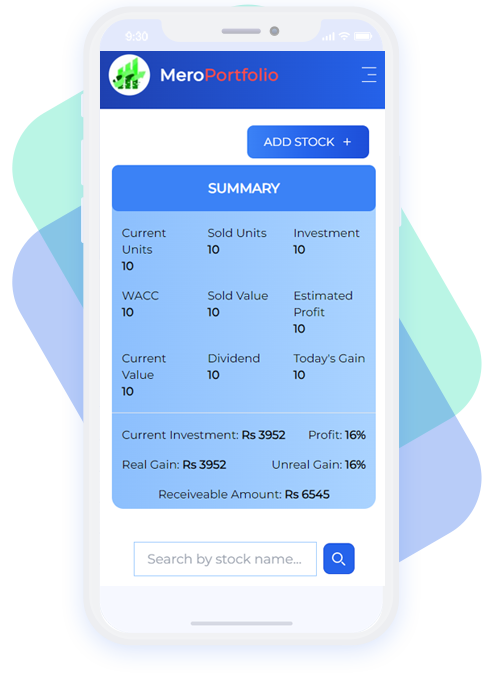 9:30
MeroPortfolio
ADD STOCK +
SUMMARY
Current Units Sold Units Investment
10 10 10
WACC Sold Value Estimated Profit
10 10 10
Current Value Dividend Today's Gain
10 10 10
Current Investment: Rs 3952 Profit: 16%
Real Gain: Rs 3952 Unreal Gain: 16%
Receiveable Amount: Rs 6545
Search by stock name...